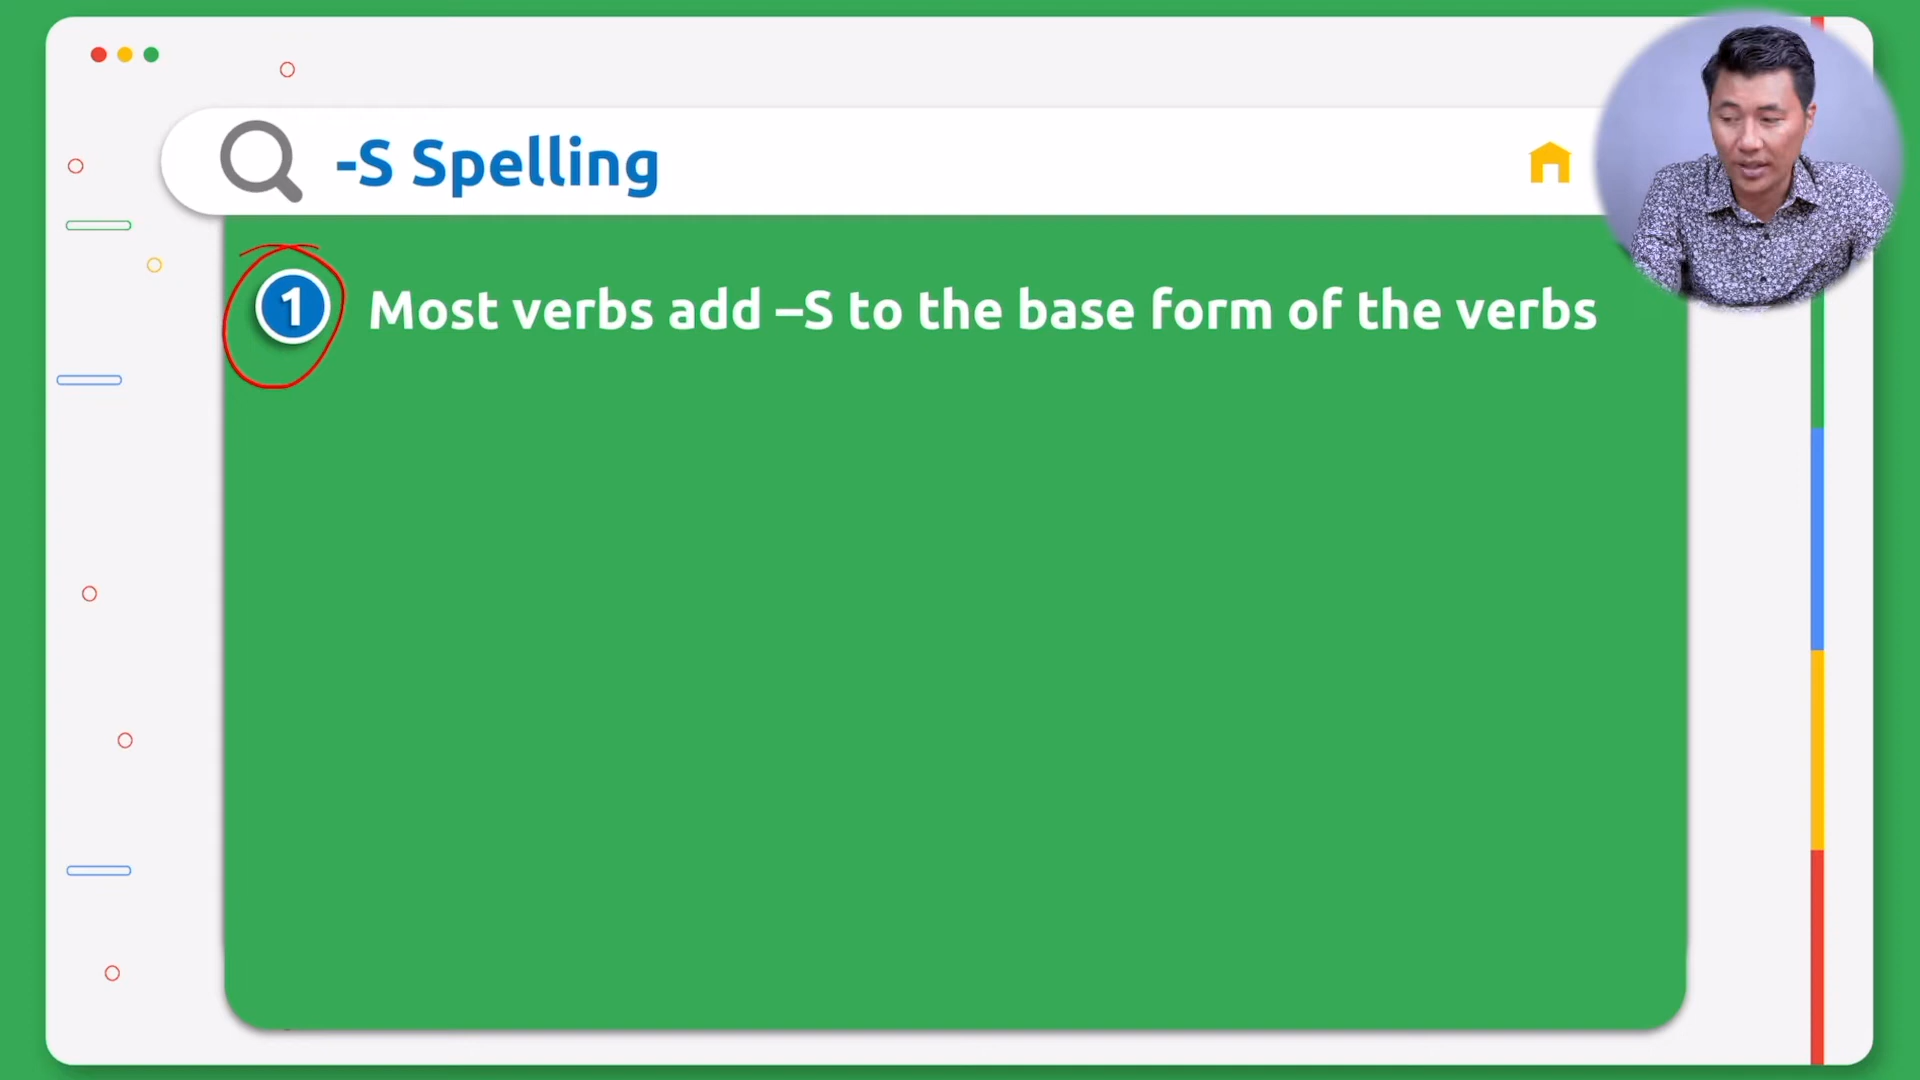 -S Spelling
1 Most verbs add –S to the base form of the verbs